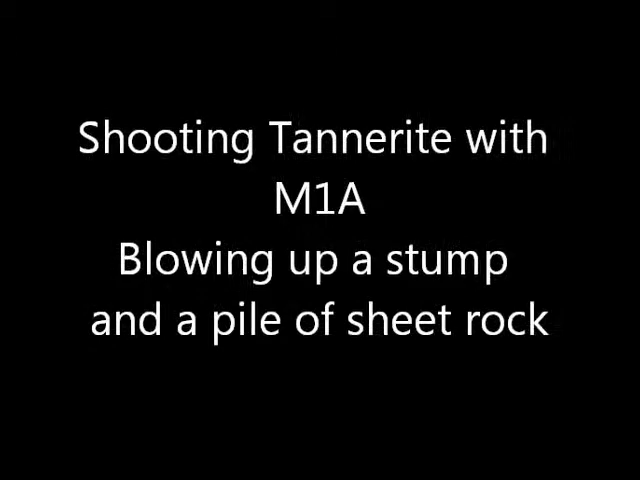 Shooting Tannerite with
M1A
Blowing up a stump
and a pile of sheet rock